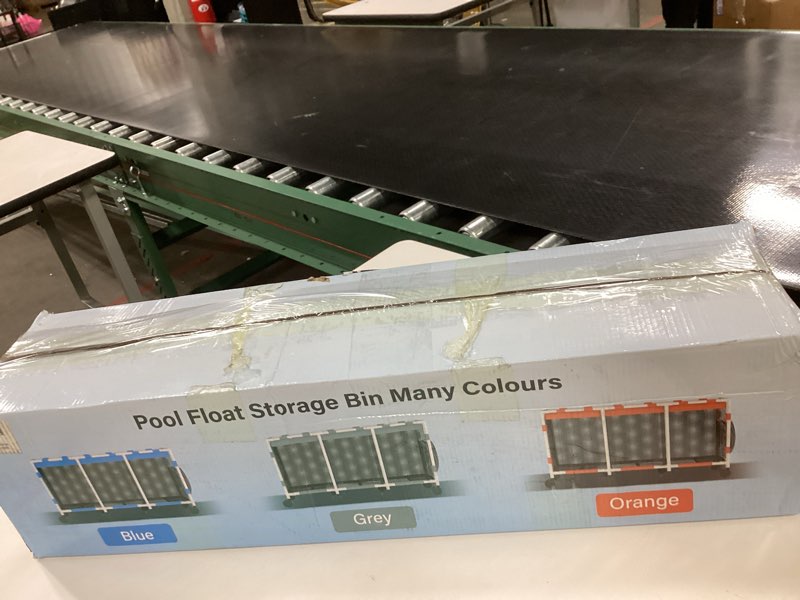 Pool Float Storage Bin Many Colours
Blue
Grey
Orange